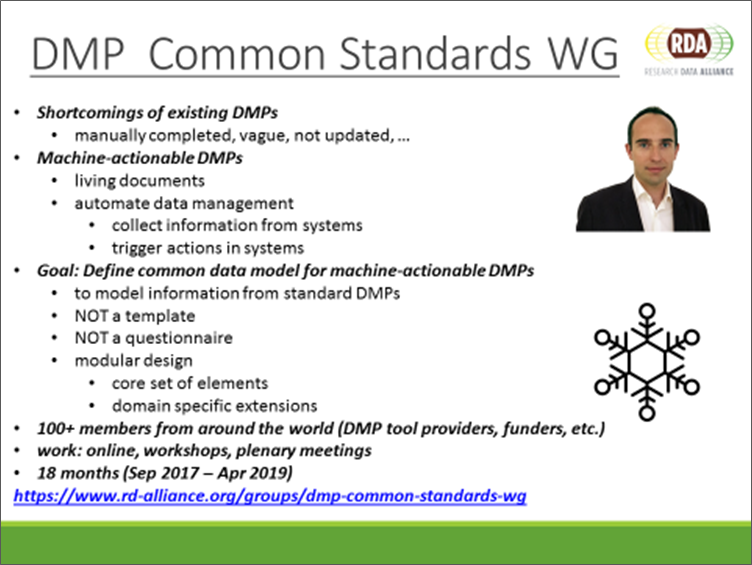 DMP Common Standards WG
RDA
RESEARCH DATA ALLIANCE
• Shortcomings of existing DMPs
• manually completed, vague, not updated, ...
• Machine-actionable DMPs
• living documents
• automate data management
• collect information from systems
• trigger actions in systems
• Goal: Define common data model for machine-actionable DMPs
• to model information from standard DMPs
• NOT a template
• NOT a questionnaire
• modular design
• core set of elements
• domain specific extensions
• 100+ members from around the world (DMP tool providers, funders, etc.)
• work: online, workshops, plenary meetings
• 18 months (Sep 2017 – Apr 2019)
https://www.rd-alliance.org/groups/dmp-common-standards-wg